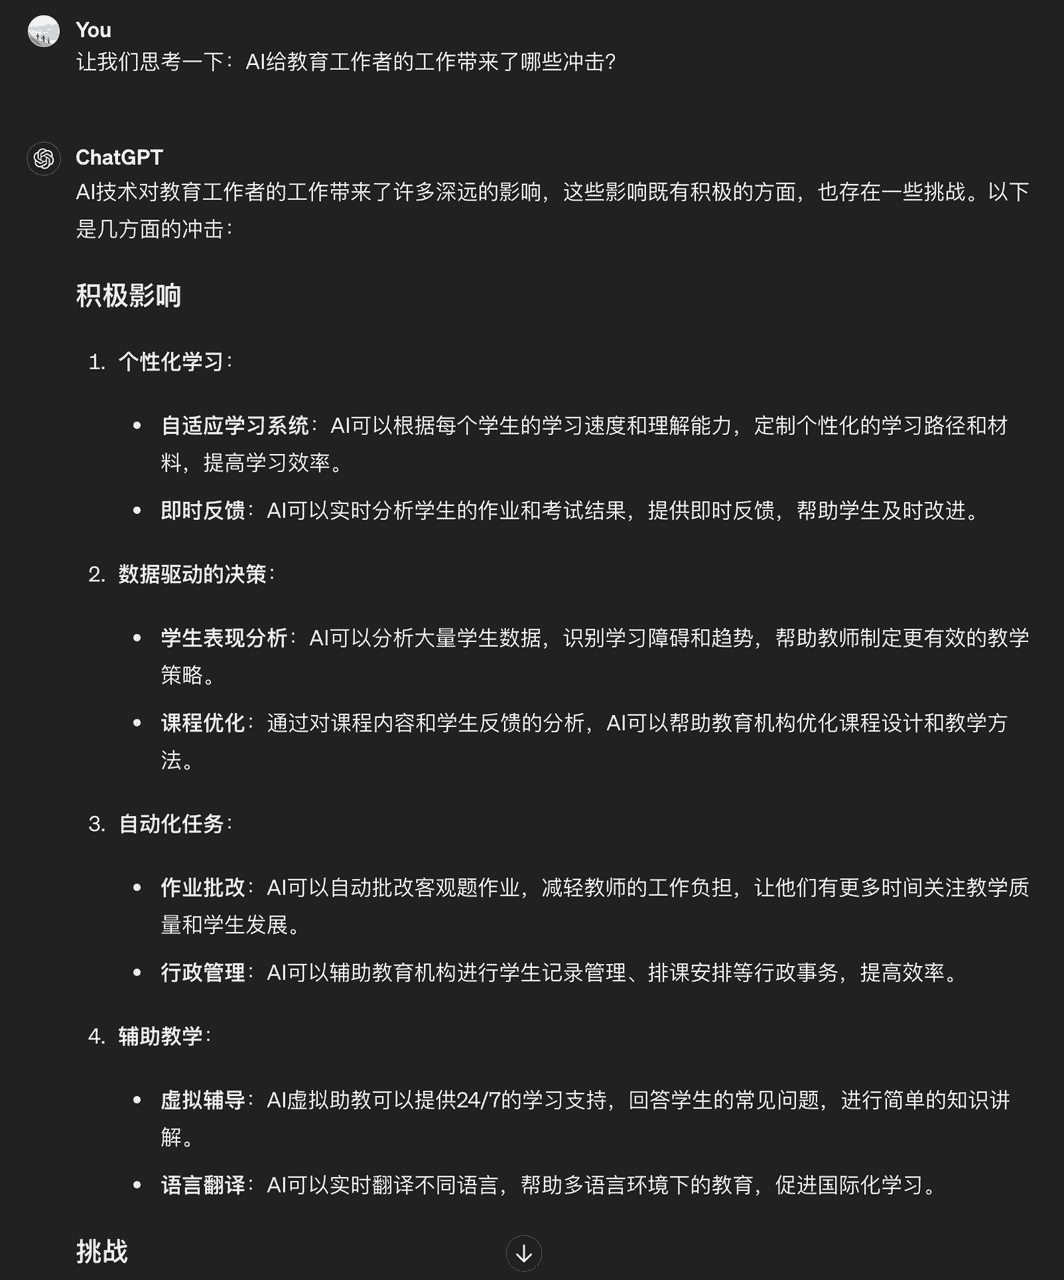 You
让我们思考一下：AI给教育工作者的工作带来了哪些冲击？
ChatGPT
AI技术对教育工作者的工作带来了许多深远的影响，这些影响既有积极的方面，也存在一些挑战。以下
是几方面的冲击：
积极影响
1. 个性化学习：
• 自适应学习系统：AI可以根据每个学生的学习速度和理解能力，定制个性化的学习路径和材
料，提高学习效率。
• 即时反馈：AI可以实时分析学生的作业和考试结果，提供即时反馈，帮助学生及时改进。
2. 数据驱动的决策：
• 学生表现分析：AI可以分析大量学生数据，识别学习障碍和趋势，帮助教师制定更有效的教学
策略。
• 课程优化：通过对课程内容和学生反馈的分析，AI可以帮助教育机构优化课程设计和教学方
法。
3. 自动化任务：
• 作业批改：AI可以自动批改客观题作业，减轻教师的工作负担，让他们有更多时间关注教学质
量和学生发展。
• 行政管理：AI可以辅助教育机构进行学生记录管理、排课安排等行政事务，提高效率。
4. 辅助教学：
• 虚拟辅导：AI虚拟助教可以提供24/7的学习支持，回答学生的常见问题，进行简单的知识讲
解。
• 语言翻译：AI可以实时翻译不同语言，帮助多语言环境下的教育，促进国际化学习。
挑战